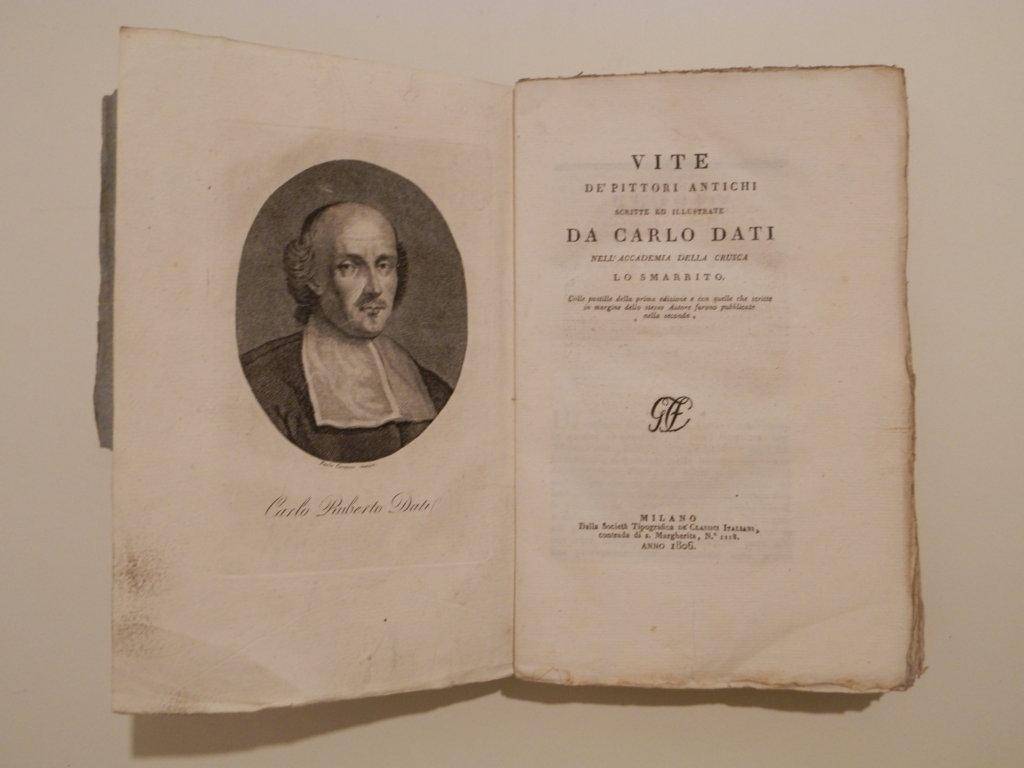 Carlo Roberto Dati
VITE
DE' PITTORI ANTICHI
SCRITTE ED ILLUSTRATE
DA CARLO DATI
NELL'ACCADEMIA DELLA CRUSCA
LO SMARRITO.
Colle postille della prima edizione e con quelle che scritte
in margine dello stesso Autore furono pubblicate
nella seconda.
MILANO
Dalla Società Tipografica DE' CLASSICI ITALIANI,
contrada di s. Margherita, N.° 1118.
ANNO 1806.